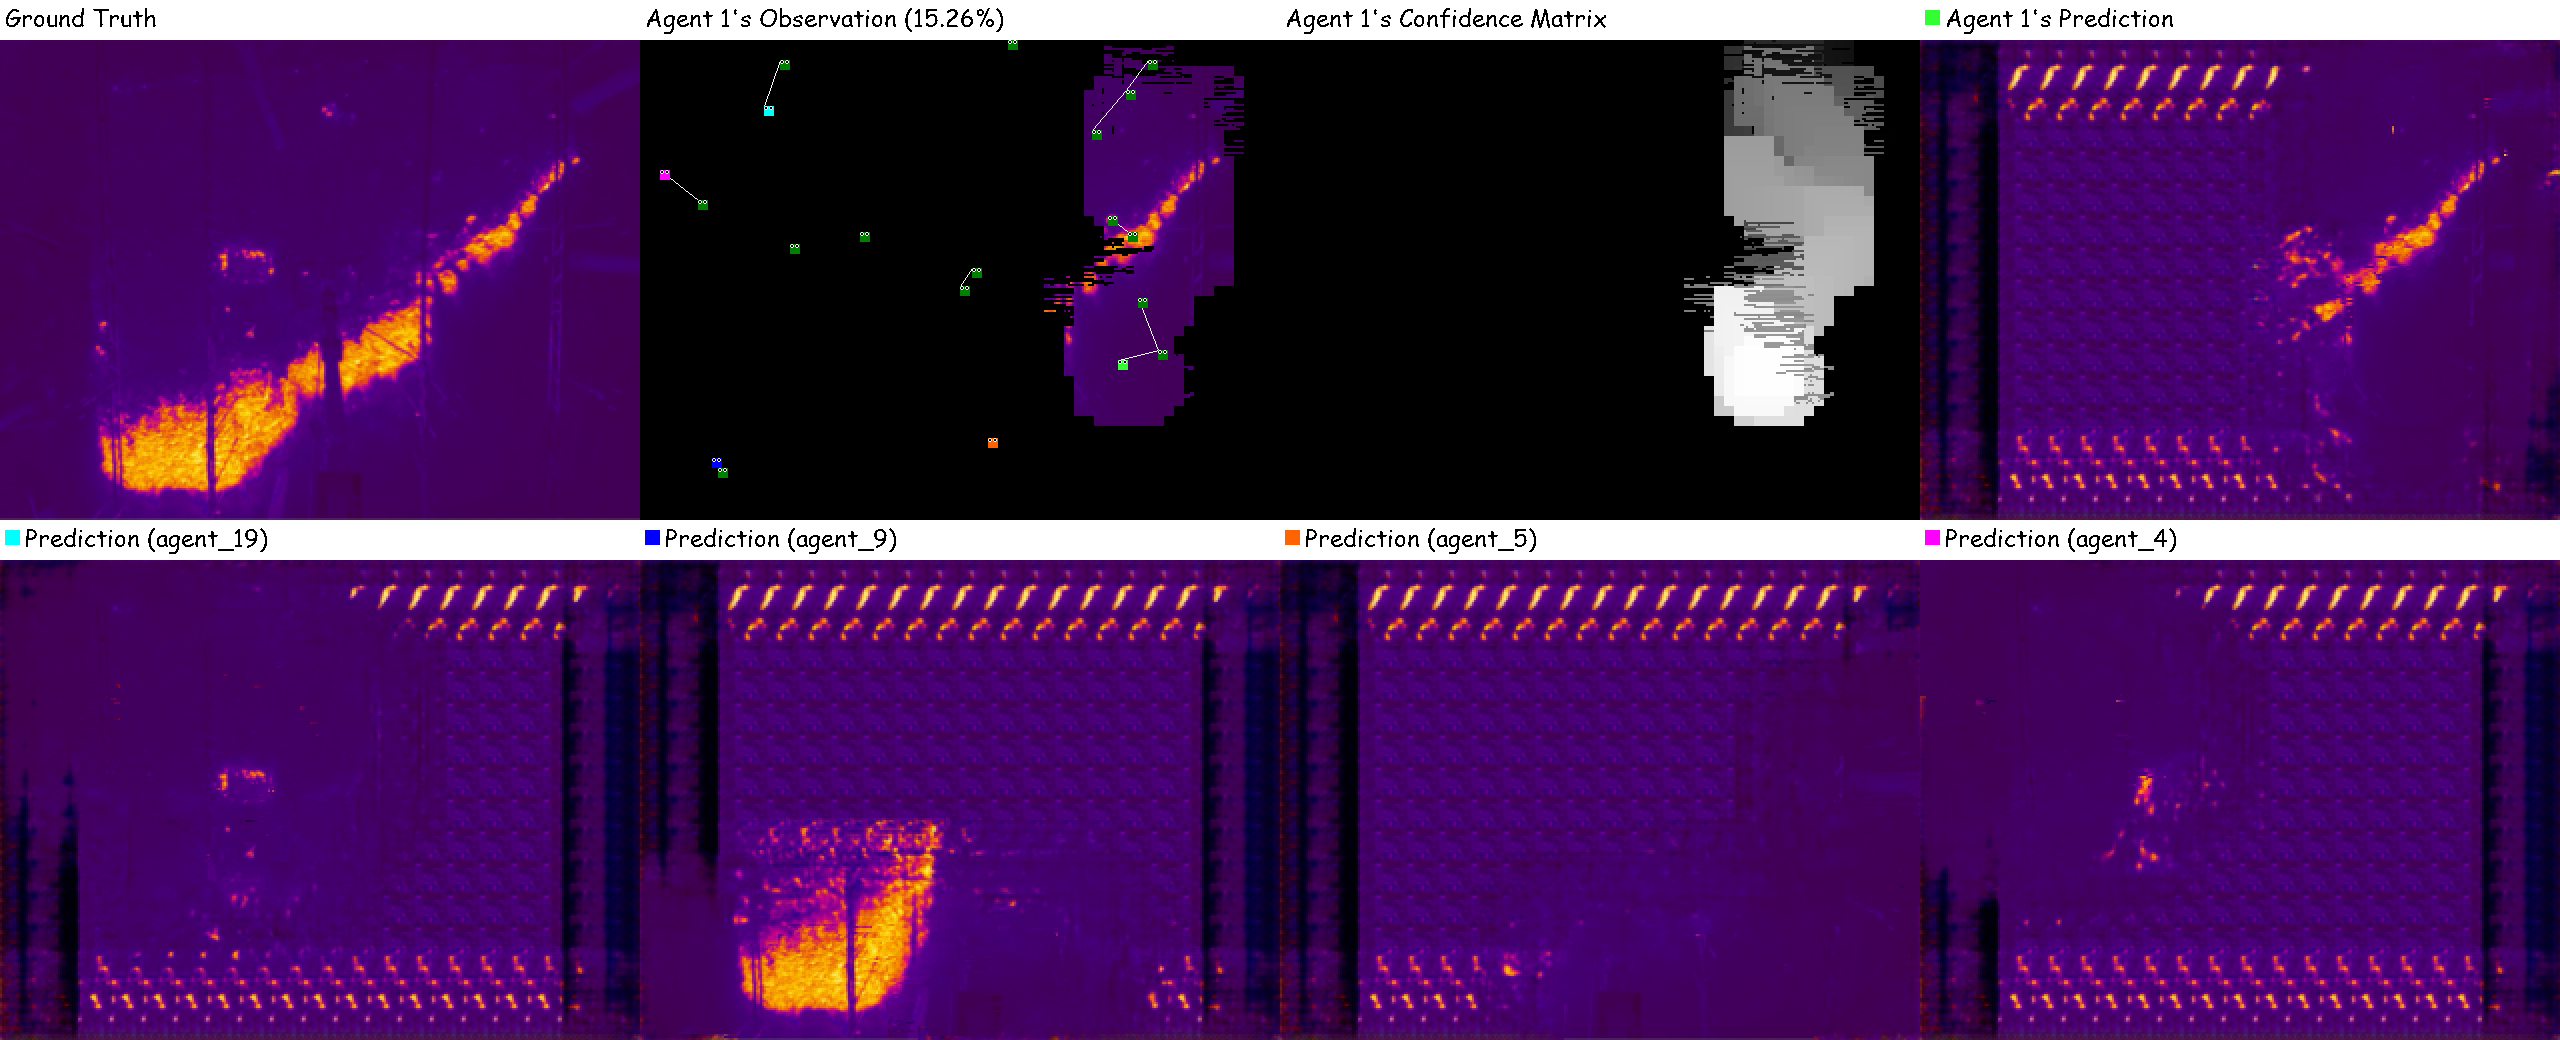 Ground Truth
Agent 1's Observation (15.26%)
Agent 1's Confidence Matrix
Agent 1's Prediction
Prediction (agent_19)
Prediction (agent_9)
Prediction (agent_5)
Prediction (agent_4)